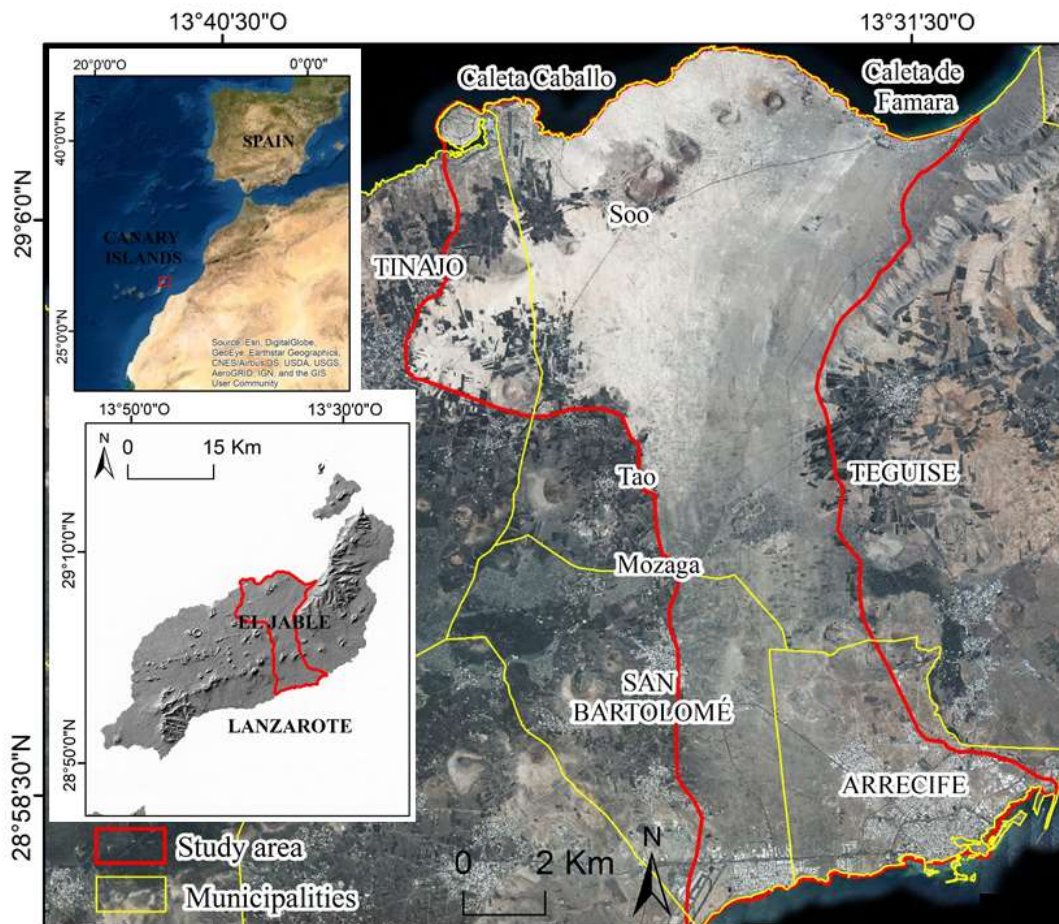 13°40'30"O
13°31'30"O
20°0'0"O
0°0'0"
40°0'0"N
25°0'0"N
SPAIN
CANARY
ISLANDS
Source: Esri, DigitalGlobe,
GeoEye, Earthstar Geographics,
CNES/Airbus DS, USDA, USGS,
AeroGRID, IGN, and the GIS
User Community
Caleta Caballo
Caleta de
Famara
29°6'0"N
Soo
TINAJO
13°50'0"O
13°30'0"O
N
0
15 Km
29°10'0"N
28°50'0"N
EL JABLE
LANZAROTE
Tao
TEGUISE
Mozaga
SAN
BARTOLOMÉ
ARRECIFE
28°58'30"N
Study area
Municipalities
0
2 Km
N